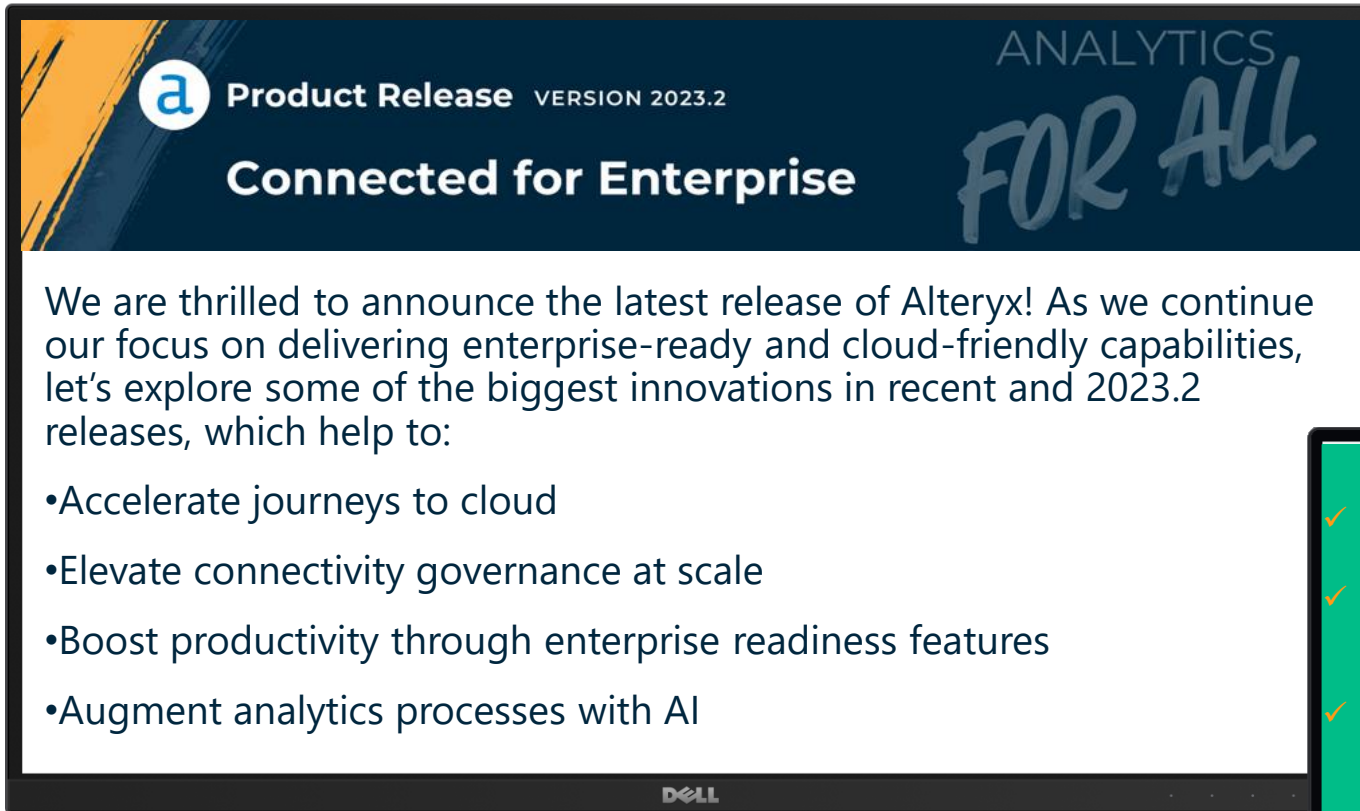 ANALYTICS
FOR ALL
a Product Release VERSION 2023.2
Connected for Enterprise
We are thrilled to announce the latest release of Alteryx! As we continue
our focus on delivering enterprise-ready and cloud-friendly capabilities,
let’s explore some of the biggest innovations in recent and 2023.2
releases, which help to:
•Accelerate journeys to cloud
•Elevate connectivity governance at scale
•Boost productivity through enterprise readiness features
•Augment analytics processes with AI
DELL